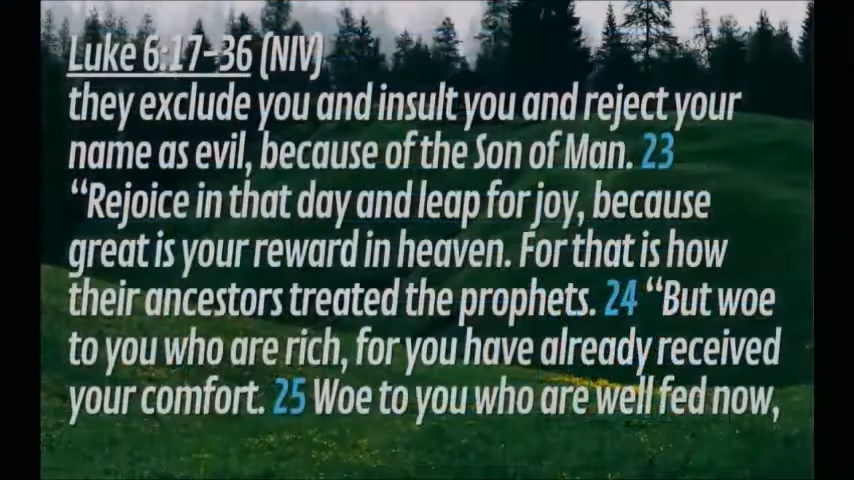 Luke 6:17-36 (NIV)
they exclude you and insult you and reject your
name as evil, because of the Son of Man. 23
“Rejoice in that day and leap for joy, because
great is your reward in heaven. For that is how
their ancestors treated the prophets. 24 “But woe
to you who are rich, for you have already received
your comfort. 25 Woe to you who are well fed now,